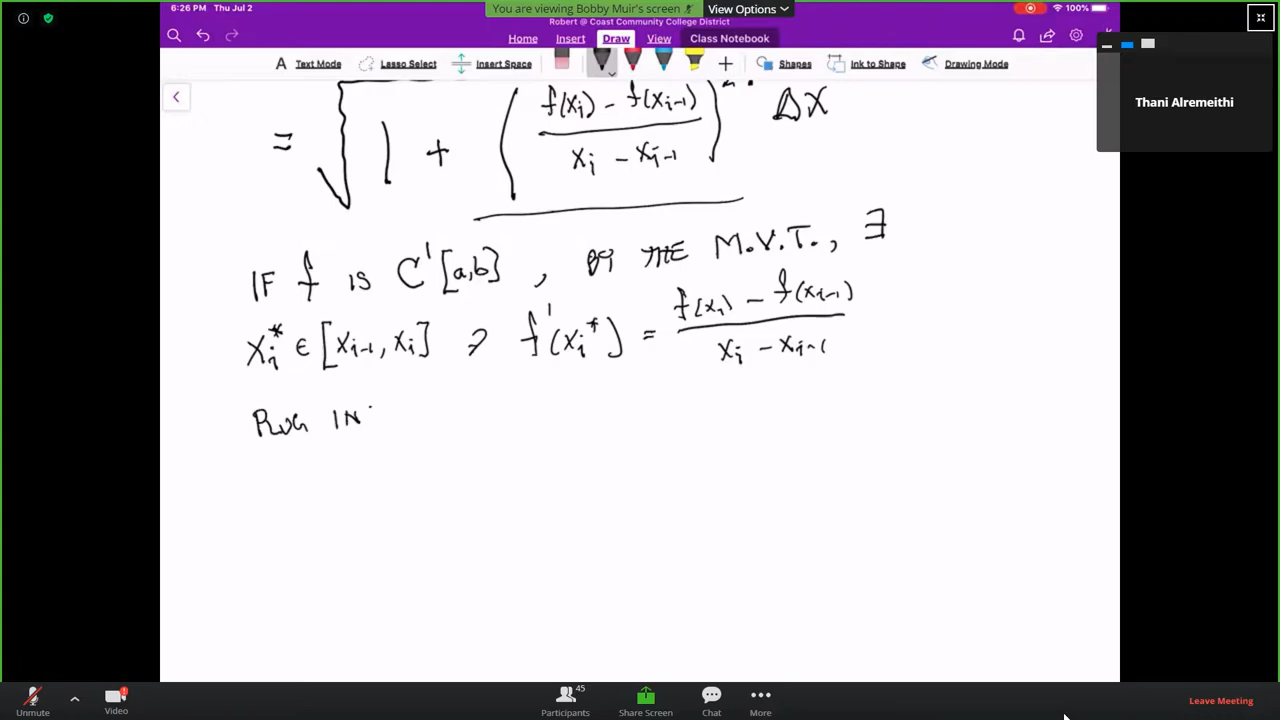 You are viewing Bobby Muir's screen View Options
6:26 PM Thu Jul 2 100%
Robert @ Coast Community College District
Home Insert Draw View Class Notebook
Text Mode Lasso Select Insert Space Shapes Ink to Shape Drawing Mode
Thani Alremeithi
= √(1 + ((f(xᵢ) - f(xᵢ₋₁))/(xᵢ - xᵢ₋₁))² · Δx
IF f is C'[a,b], BY THE M.V.T., ∃
xᵢ* ∈ [xᵢ₋₁, xᵢ] ∋ f'(xᵢ*) = (f(xᵢ) - f(xᵢ₋₁))/(xᵢ - xᵢ₋₁)
IN
Unmute Video Participants 45 Share Screen Chat More Leave Meeting